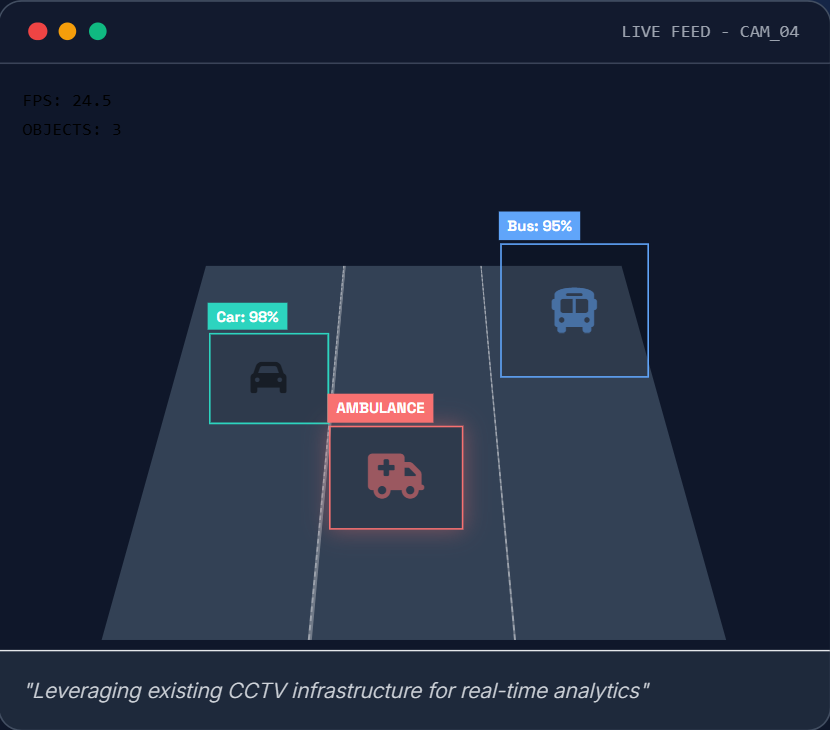 LIVE FEED - CAM_04
FPS: 24.5
OBJECTS: 3
Bus: 95%
Car: 98%
AMBULANCE
"Leveraging existing CCTV infrastructure for real-time analytics"